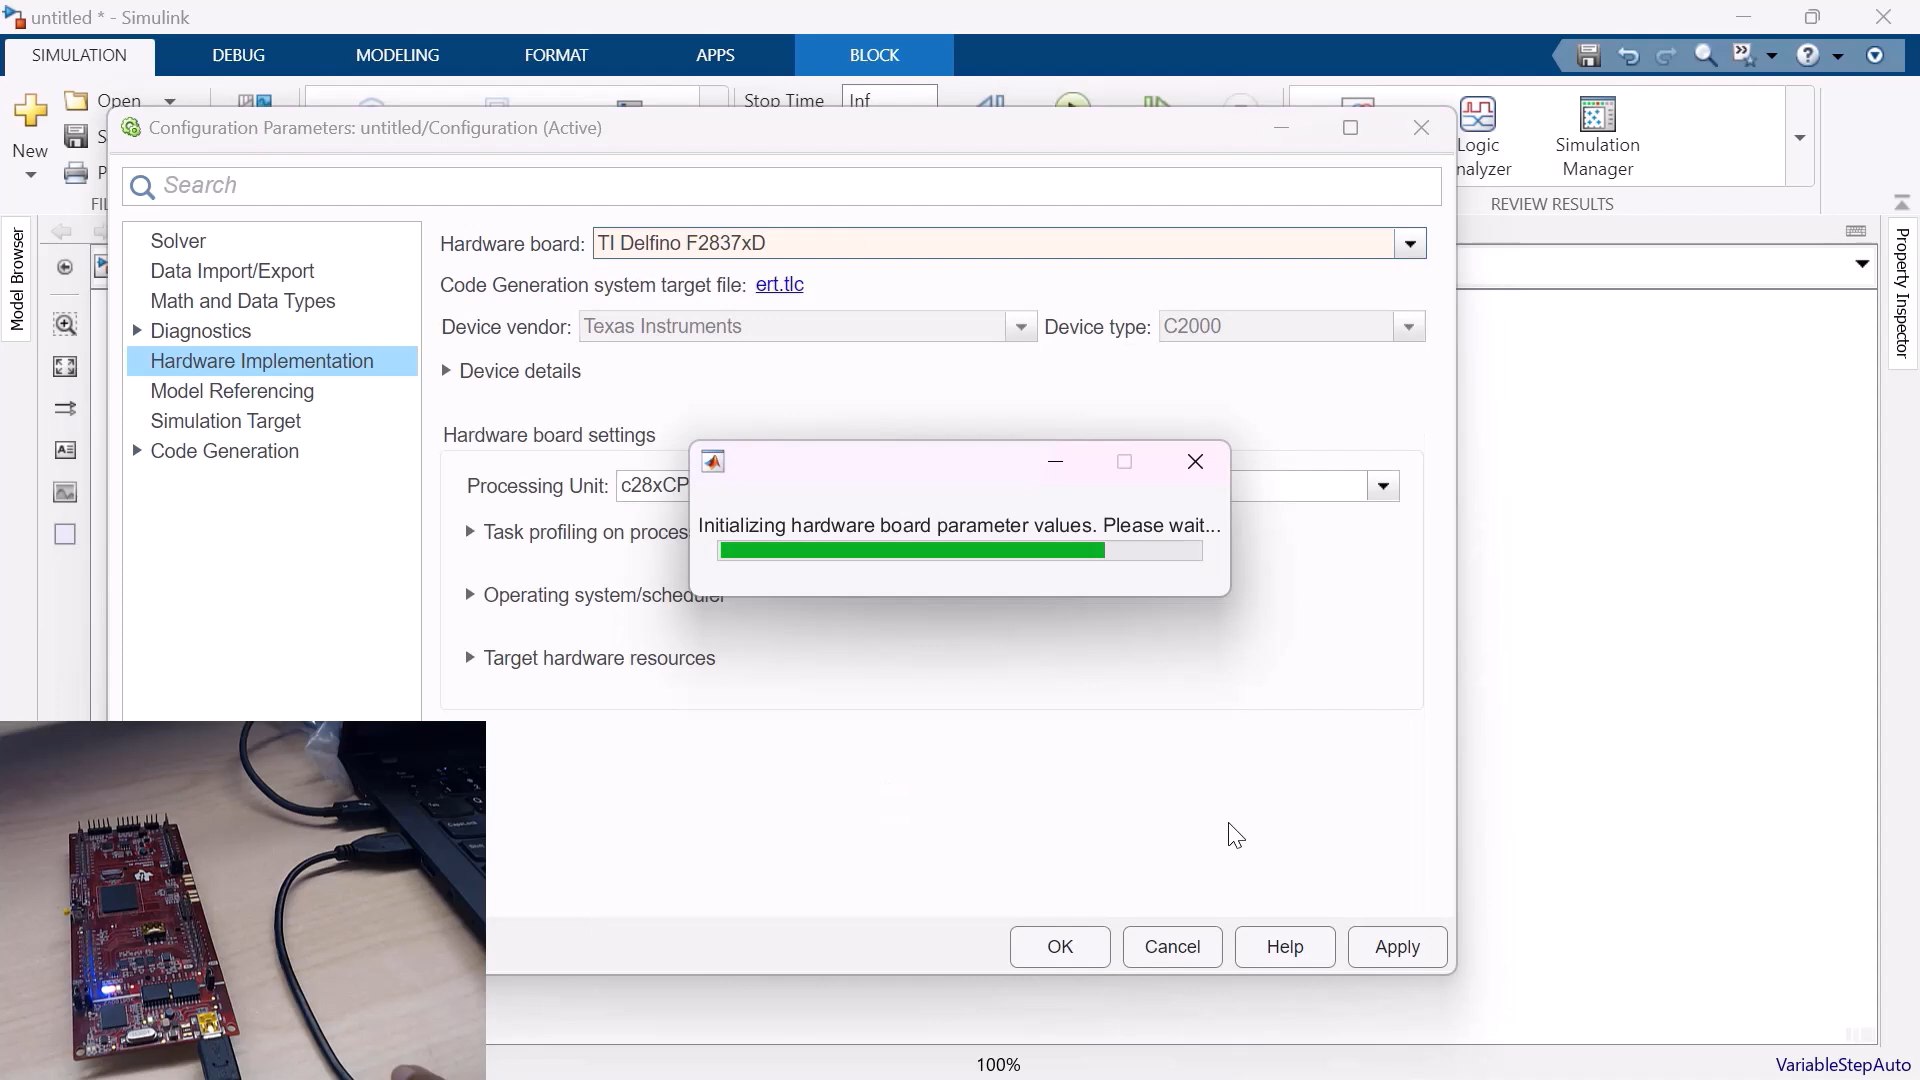 untitled * - Simulink
SIMULATION
DEBUG
MODELING
FORMAT
APPS
BLOCK
New
Open
Stop Time
Inf
Logic
nalyzer
Simulation
Manager
REVIEW RESULTS
Configuration Parameters: untitled/Configuration (Active)
Search
Model Browser
Property Inspector
Solver
Data Import/Export
Math and Data Types
Diagnostics
Hardware Implementation
Model Referencing
Simulation Target
Code Generation
Hardware board: TI Delfino F2837xD
Code Generation system target file: ert.tlc
Device vendor: Texas Instruments
Device type: C2000
Device details
Hardware board settings
Processing Unit: c28xCP
Task profiling on proces
Operating system/scheduler
Target hardware resources
Initializing hardware board parameter values. Please wait...
OK
Cancel
Help
Apply
100%
VariableStepAuto